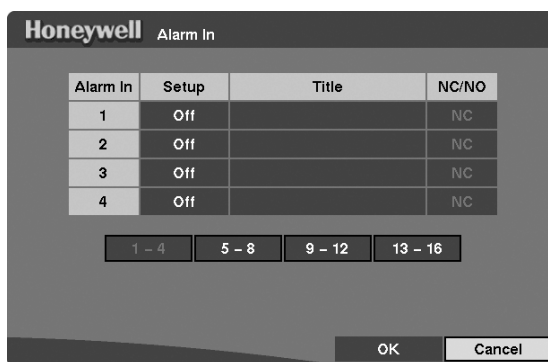 Honeywell Alarm In
Alarm In Setup Title NC/NO
1 Off NC
2 Off NC
3 Off NC
4 Off NC
1 – 4 5 – 8 9 – 12 13 – 16
OK Cancel